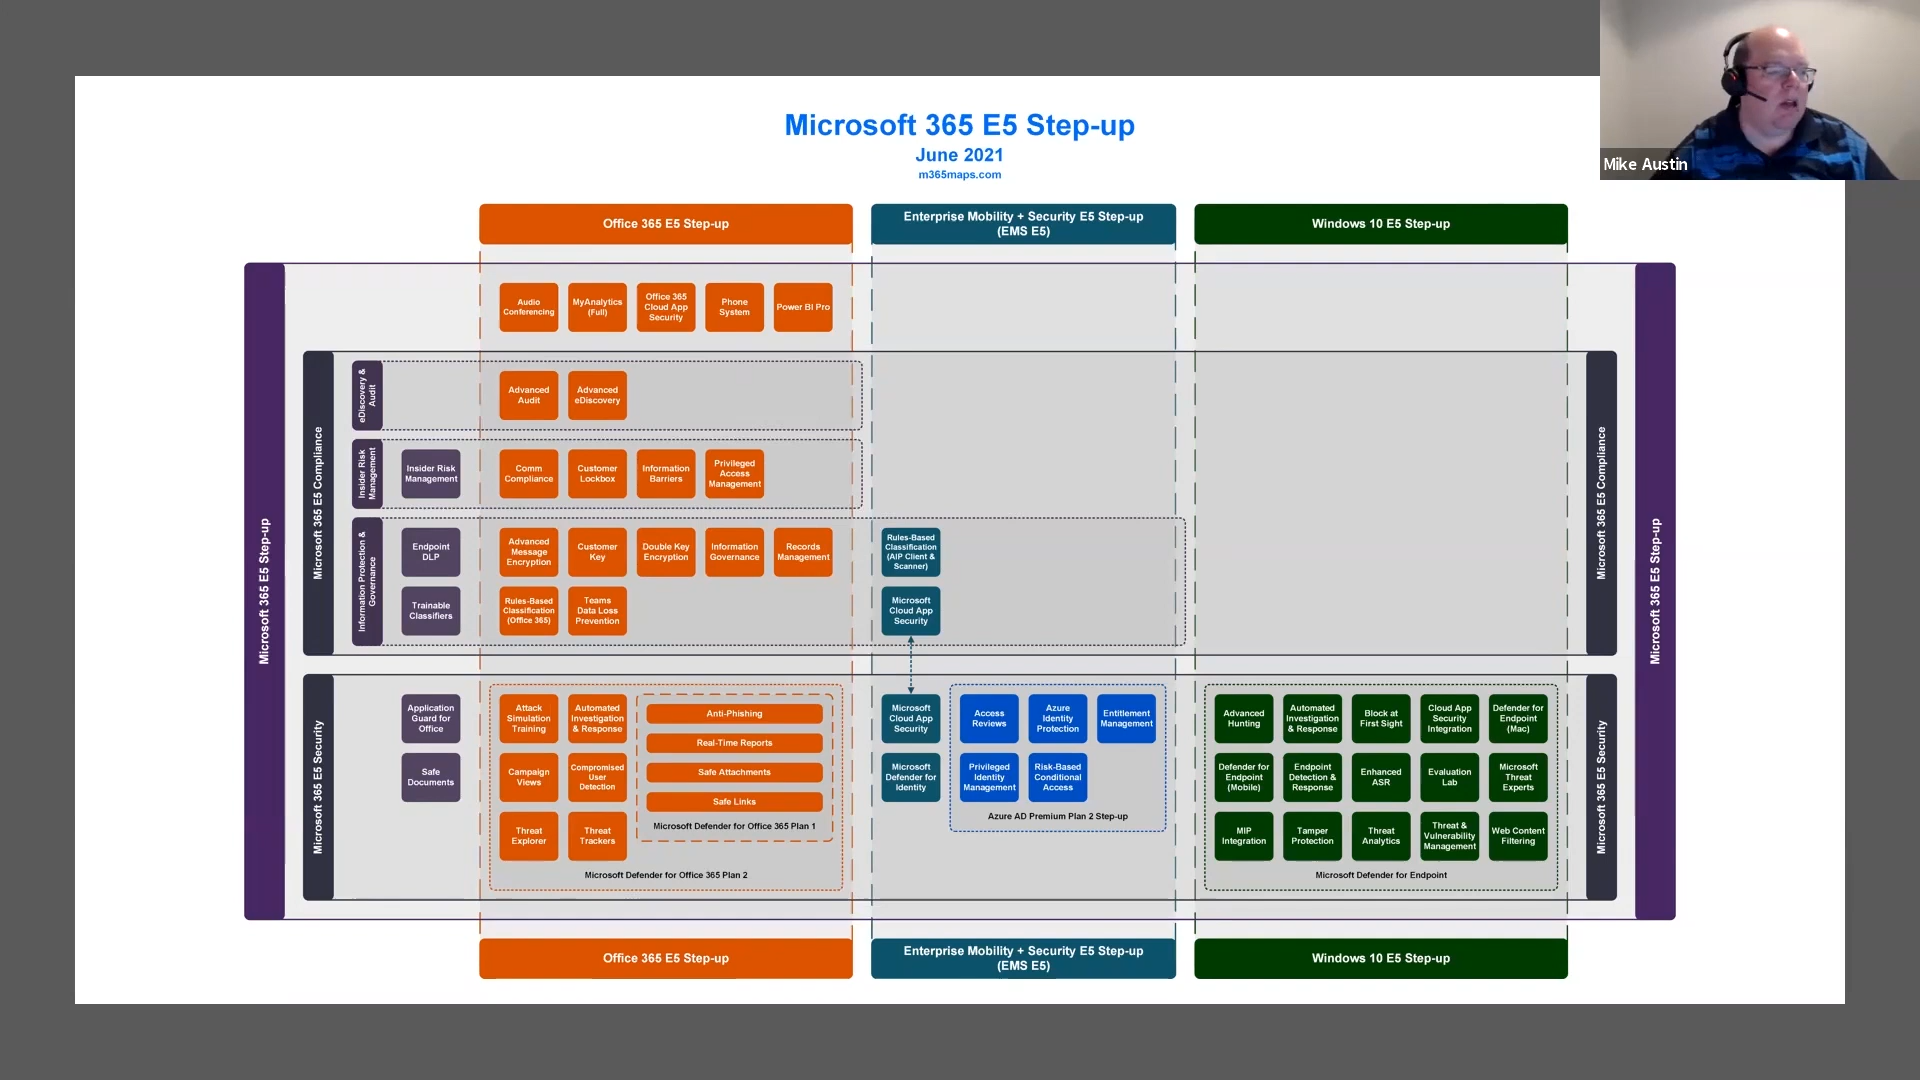 Microsoft 365 E5 Step-up
June 2021
m365maps.com
Mike Austin
Office 365 E5 Step-up
Enterprise Mobility + Security E5 Step-up
(EMS E5)
Windows 10 E5 Step-up
Microsoft 365 E5 Step-up
Audio
Conferencing
MyAnalytics
(Full)
Office 365
Cloud App
Security
Phone
System
Power BI Pro
Microsoft 365 E5 Compliance
eDiscovery &
Audit
Advanced
Audit
Advanced
eDiscovery
Insider Risk
Management
Insider Risk
Management
Comm
Compliance
Customer
Lockbox
Information
Barriers
Privileged
Access
Management
Information Protection &
Governance
Endpoint
DLP
Advanced
Message
Encryption
Customer
Key
Double Key
Encryption
Information
Governance
Records
Management
Rules-Based
Classification
(AIP Client &
Scanner)
Trainable
Classifiers
Rules-Based
Classification
(Office 365)
Teams
Data Loss
Prevention
Microsoft
Cloud App
Security
Microsoft 365 E5 Compliance
Microsoft 365 E5 Security
Application
Guard for
Office
Safe
Documents
Attack
Simulation
Training
Automated
Investigation
& Response
Campaign
Views
Compromised
User
Detection
Threat
Explorer
Threat
Trackers
Anti-Phishing
Real-Time Reports
Safe Attachments
Safe Links
Microsoft Defender for Office 365 Plan 1
Microsoft Defender for Office 365 Plan 2
Microsoft
Cloud App
Security
Microsoft
Defender for
Identity
Access
Reviews
Azure
Identity
Protection
Entitlement
Management
Privileged
Identity
Management
Risk-Based
Conditional
Access
Azure AD Premium Plan 2 Step-up
Advanced
Hunting
Automated
Investigation
& Response
Block at
First Sight
Cloud App
Security
Integration
Defender for
Endpoint
(Mac)
Defender for
Endpoint
(Mobile)
Endpoint
Detection &
Response
Enhanced
ASR
Evaluation
Lab
Microsoft
Threat
Experts
MIP
Integration
Tamper
Protection
Threat
Analytics
Threat &
Vulnerability
Management
Web Content
Filtering
Microsoft Defender for Endpoint
Microsoft 365 E5 Security
Microsoft 365 E5 Step-up
Office 365 E5 Step-up
Enterprise Mobility + Security E5 Step-up
(EMS E5)
Windows 10 E5 Step-up